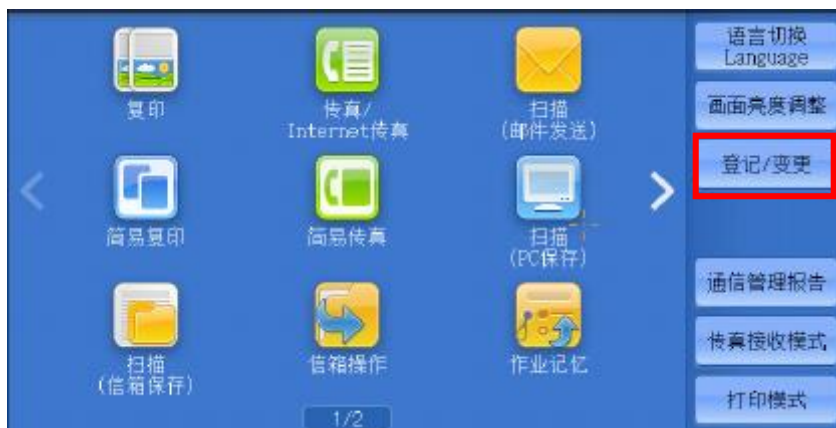 复印
传真/
Internet传真
扫描
(邮件发送)
简易复印
简易传真
扫描
(PC保存)
扫描
(信箱保存)
信箱操作
作业记忆
1/2
语言切换
Language
画面亮度调整
登记/变更
通信管理报告
传真接收模式
打印模式